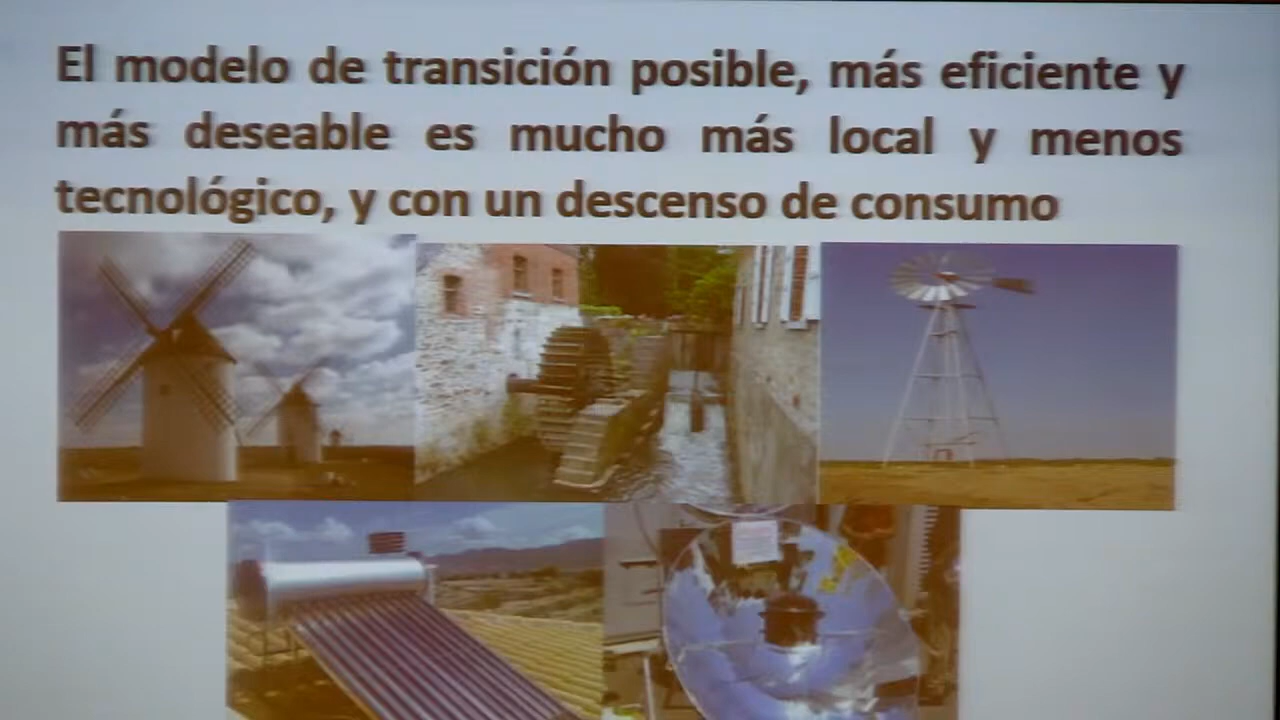 El modelo de transición posible, más eficiente y
más deseable es mucho más local y menos
tecnológico, y con un descenso de consumo